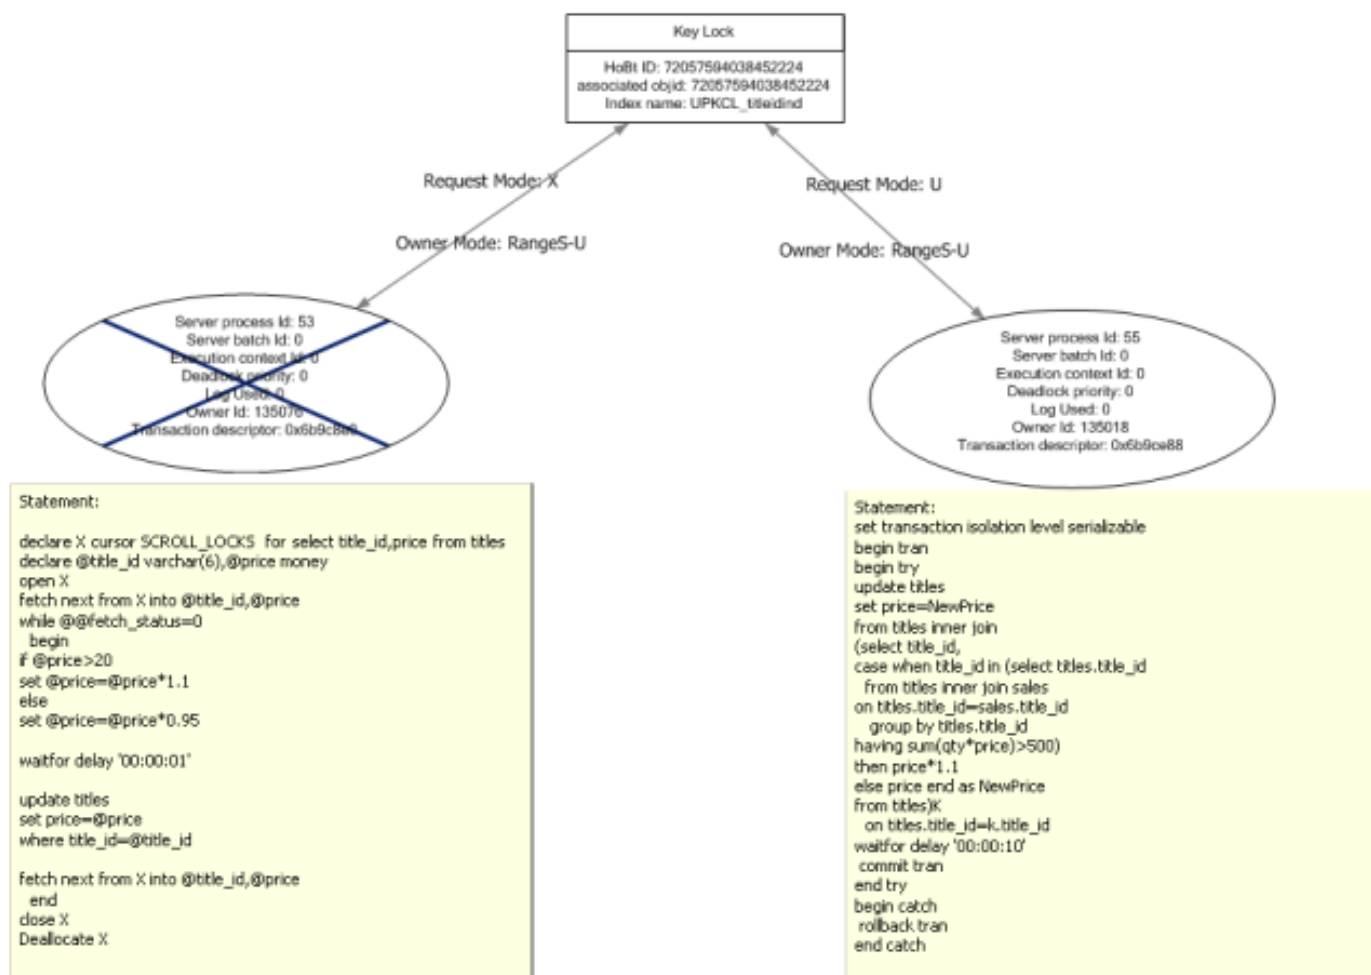 Key Lock
HoBt ID: 72057594038452224
associated objid: 72057594038452224
Index name: UPKCL_titleidind
Request Mode: X
Owner Mode: RangeS-U
Request Mode: U
Owner Mode: RangeS-U
Server process Id: 53
Server batch Id: 0
Execution context Id: 0
Deadlock priority: 0
Log Used: 0
Owner Id: 135076
Transaction descriptor:
Server process Id: 55
Server batch Id: 0
Execution context Id: 0
Deadlock priority: 0
Log Used: 0
Owner Id: 135018
Transaction descriptor: 0x6b9ce88
Statement:
declare X cursor SCROLL_LOCKS  for select title_id,price from titles
declare @title_id varchar(6),@price money
open X
fetch next from X into @title_id,@price
while @@fetch_status=0
begin
if @price>20
set @price=@price*1.1
else
set @price=@price*0.95
waitfor delay '00:00:01'
update titles
set price=@price
where title_id=@title_id
fetch next from X into @title_id,@price
end
close X
Deallocate X
Statement:
set transaction isolation level serializable
begin tran
begin try
update titles
set price=NewPrice
from titles inner join
(select title_id,
case when title_id in (select titles.title_id
from titles inner join sales
on titles.title_id=sales.title_id
group by titles.title_id
having sum(qty*price)>500)
then price*1.1
else price end as NewPrice
from titles)K
on titles.title_id=k.title_id
waitfor delay '00:00:10'
commit tran
end try
begin catch
rollback tran
end catch